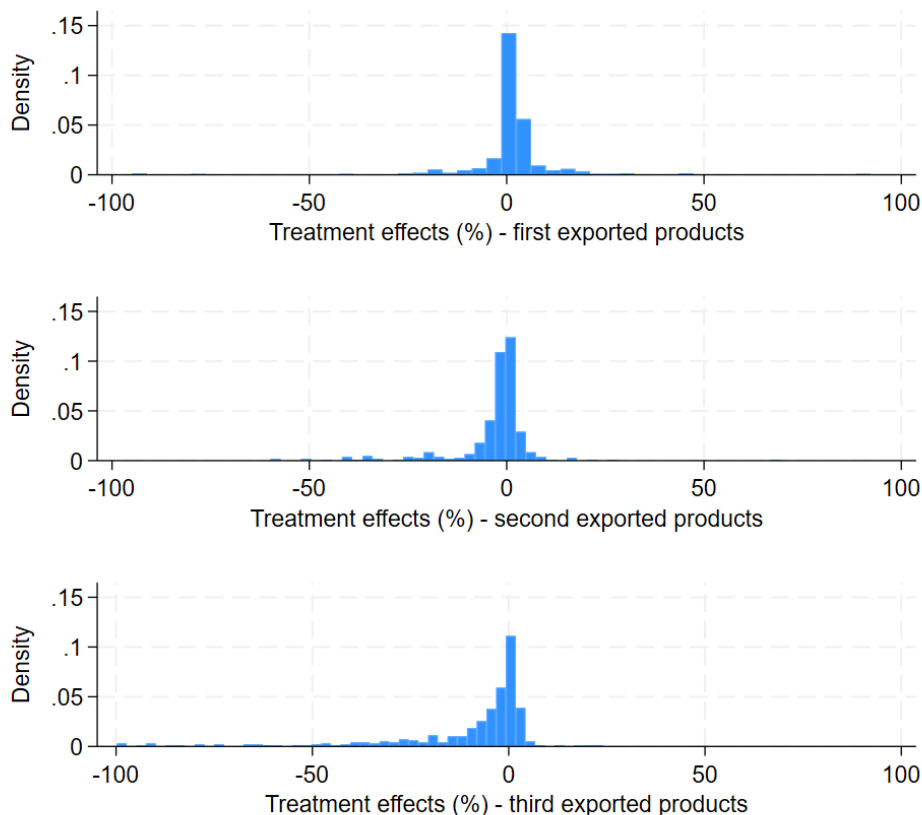 .15
.1
.05
0
Density
-100 -50 0 50 100
Treatment effects (%) - first exported products
.15
.1
.05
0
Density
-100 -50 0 50 100
Treatment effects (%) - second exported products
.15
.1
.05
0
Density
-100 -50 0 50 100
Treatment effects (%) - third exported products